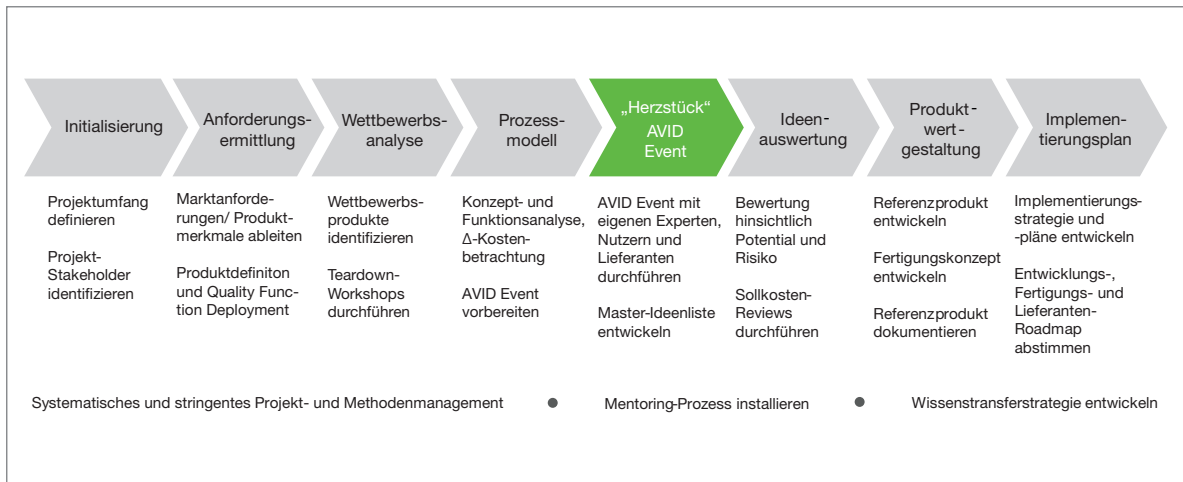 Initialisierung
Anforderungs-
ermittlung
Wettbewerbs-
analyse
Prozess-
modell
„Herzstück“
AVID
Event
Ideen-
auswertung
Produkt-
wert-
gestaltung
Implemen-
tierungsplan
Projektumfang
definieren
Projekt-
Stakeholder
identifizieren
Marktanforde-
rungen/ Produkt-
merkmale ableiten
Produktdefiniton
und Quality Func-
tion Deployment
Wettbewerbs-
produkte
identifizieren
Teardown-
Workshops
durchführen
Konzept- und
Funktionsanalyse,
Δ-Kosten-
betrachtung
AVID Event
vorbereiten
AVID Event mit
eigenen Experten,
Nutzern und
Lieferanten
durchführen
Master-Ideenliste
entwickeln
Bewertung
hinsichtlich
Potential und
Risiko
Sollkosten-
Reviews
durchführen
Referenzprodukt
entwickeln
Fertigungskonzept
entwickeln
Referenzprodukt
dokumentieren
Implementierungs-
strategie und
-pläne entwickeln
Entwicklungs-,
Fertigungs- und
Lieferanten-
Roadmap
abstimmen
Systematisches und stringentes Projekt- und Methodenmanagement ● Mentoring-Prozess installieren ● Wissenstransferstrategie entwickeln